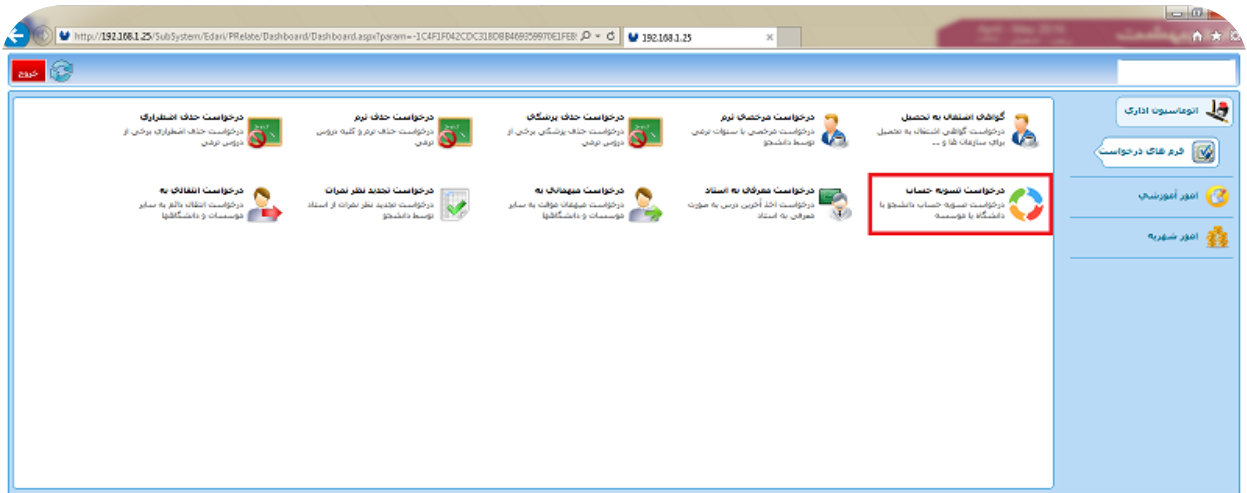 http://192.168.1.25/SubSystem/Edari/PRelate/Dashboard/Dashboard.aspx?param=
192.168.1.25
خروج
اتوماسیون اداری
فرم های درخواست
امور آموزشي
امور شهریه
گواهی اشتغال به تحصیل
درخواست گواهی اشتغال به تحصیل
برای سازمان ها و ...
درخواست مرخصی ترم
درخواست مرخصی با سنوات ترمی
توسط دانشجو
درخواست حذف پزشکی
درخواست حذف پزشکی برخی از
دروس ترمی
درخواست حذف ترم
درخواست حذف ترم و کلیه دروس
ترمی
درخواست حذف اضطراری
درخواست حذف اضطراری برخی از
دروس ترمی
درخواست تسویه حساب
درخواست تسویه حساب دانشجو با
دانشگاه یا موسسه
درخواست معرفی به استاد
درخواست اخذ آخرین درس به صورت
معرفی به استاد
درخواست میهمانی به
درخواست میهمان موقت به سایر
موسسات و دانشگاهها
درخواست تجدید نظر نمرات
درخواست تجدید نظر نمرات از استاد
توسط دانشجو
درخواست انتقالی به
درخواست انتقال دائم به سایر
موسسات و دانشگاهها